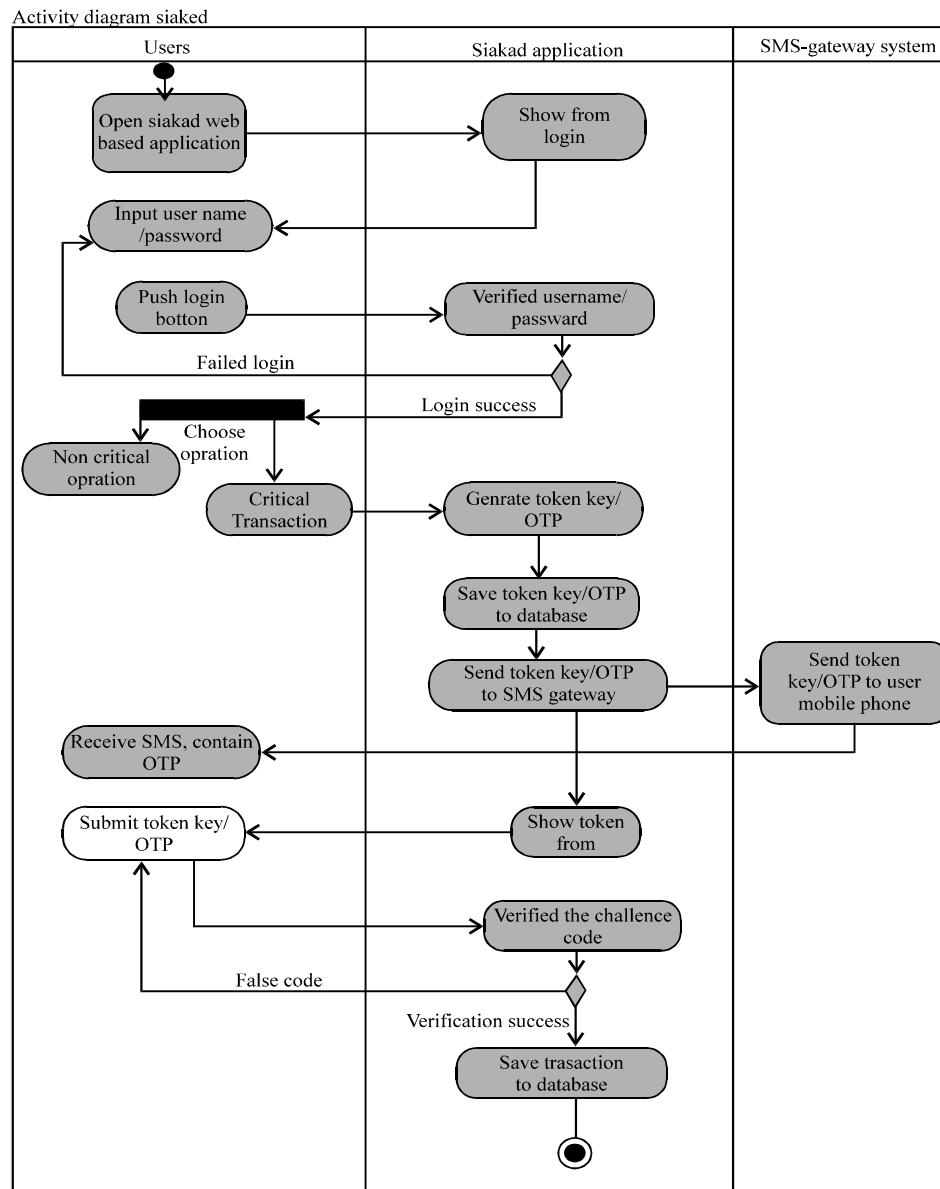 Activity diagram siaked
Users
Siakad application
SMS-gateway system
Open siakad web
based application
Show from
login
Input user name
/password
Push login
botton
Verified username/
passward
Failed login
Login success
Choose
opration
Non critical
opration
Critical
Transaction
Genrate token key/
OTP
Save token key/OTP
to database
Send token key/OTP
to SMS gateway
Send token
key/OTP to user
mobile phone
Receive SMS, contain
OTP
Submit token key/
OTP
Show token
from
Verified the challence
code
False code
Verification success
Save trasaction
to database